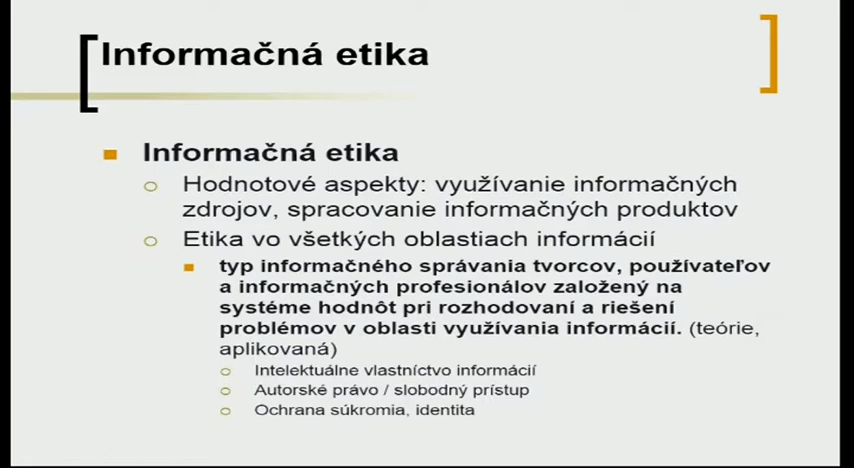 Informačná etika
Informačná etika
Hodnotové aspekty: využívanie informačných
zdrojov, spracovanie informačných produktov
Etika vo všetkých oblastiach informácií
typ informačného správania tvorcov, používateľov
a informačných profesionálov založený na
systéme hodnôt pri rozhodovaní a riešení
problémov v oblasti využívania informácií. (teórie,
aplikovaná)
Intelektuálne vlastníctvo informácií
Autorské právo / slobodný prístup
Ochrana súkromia, identita